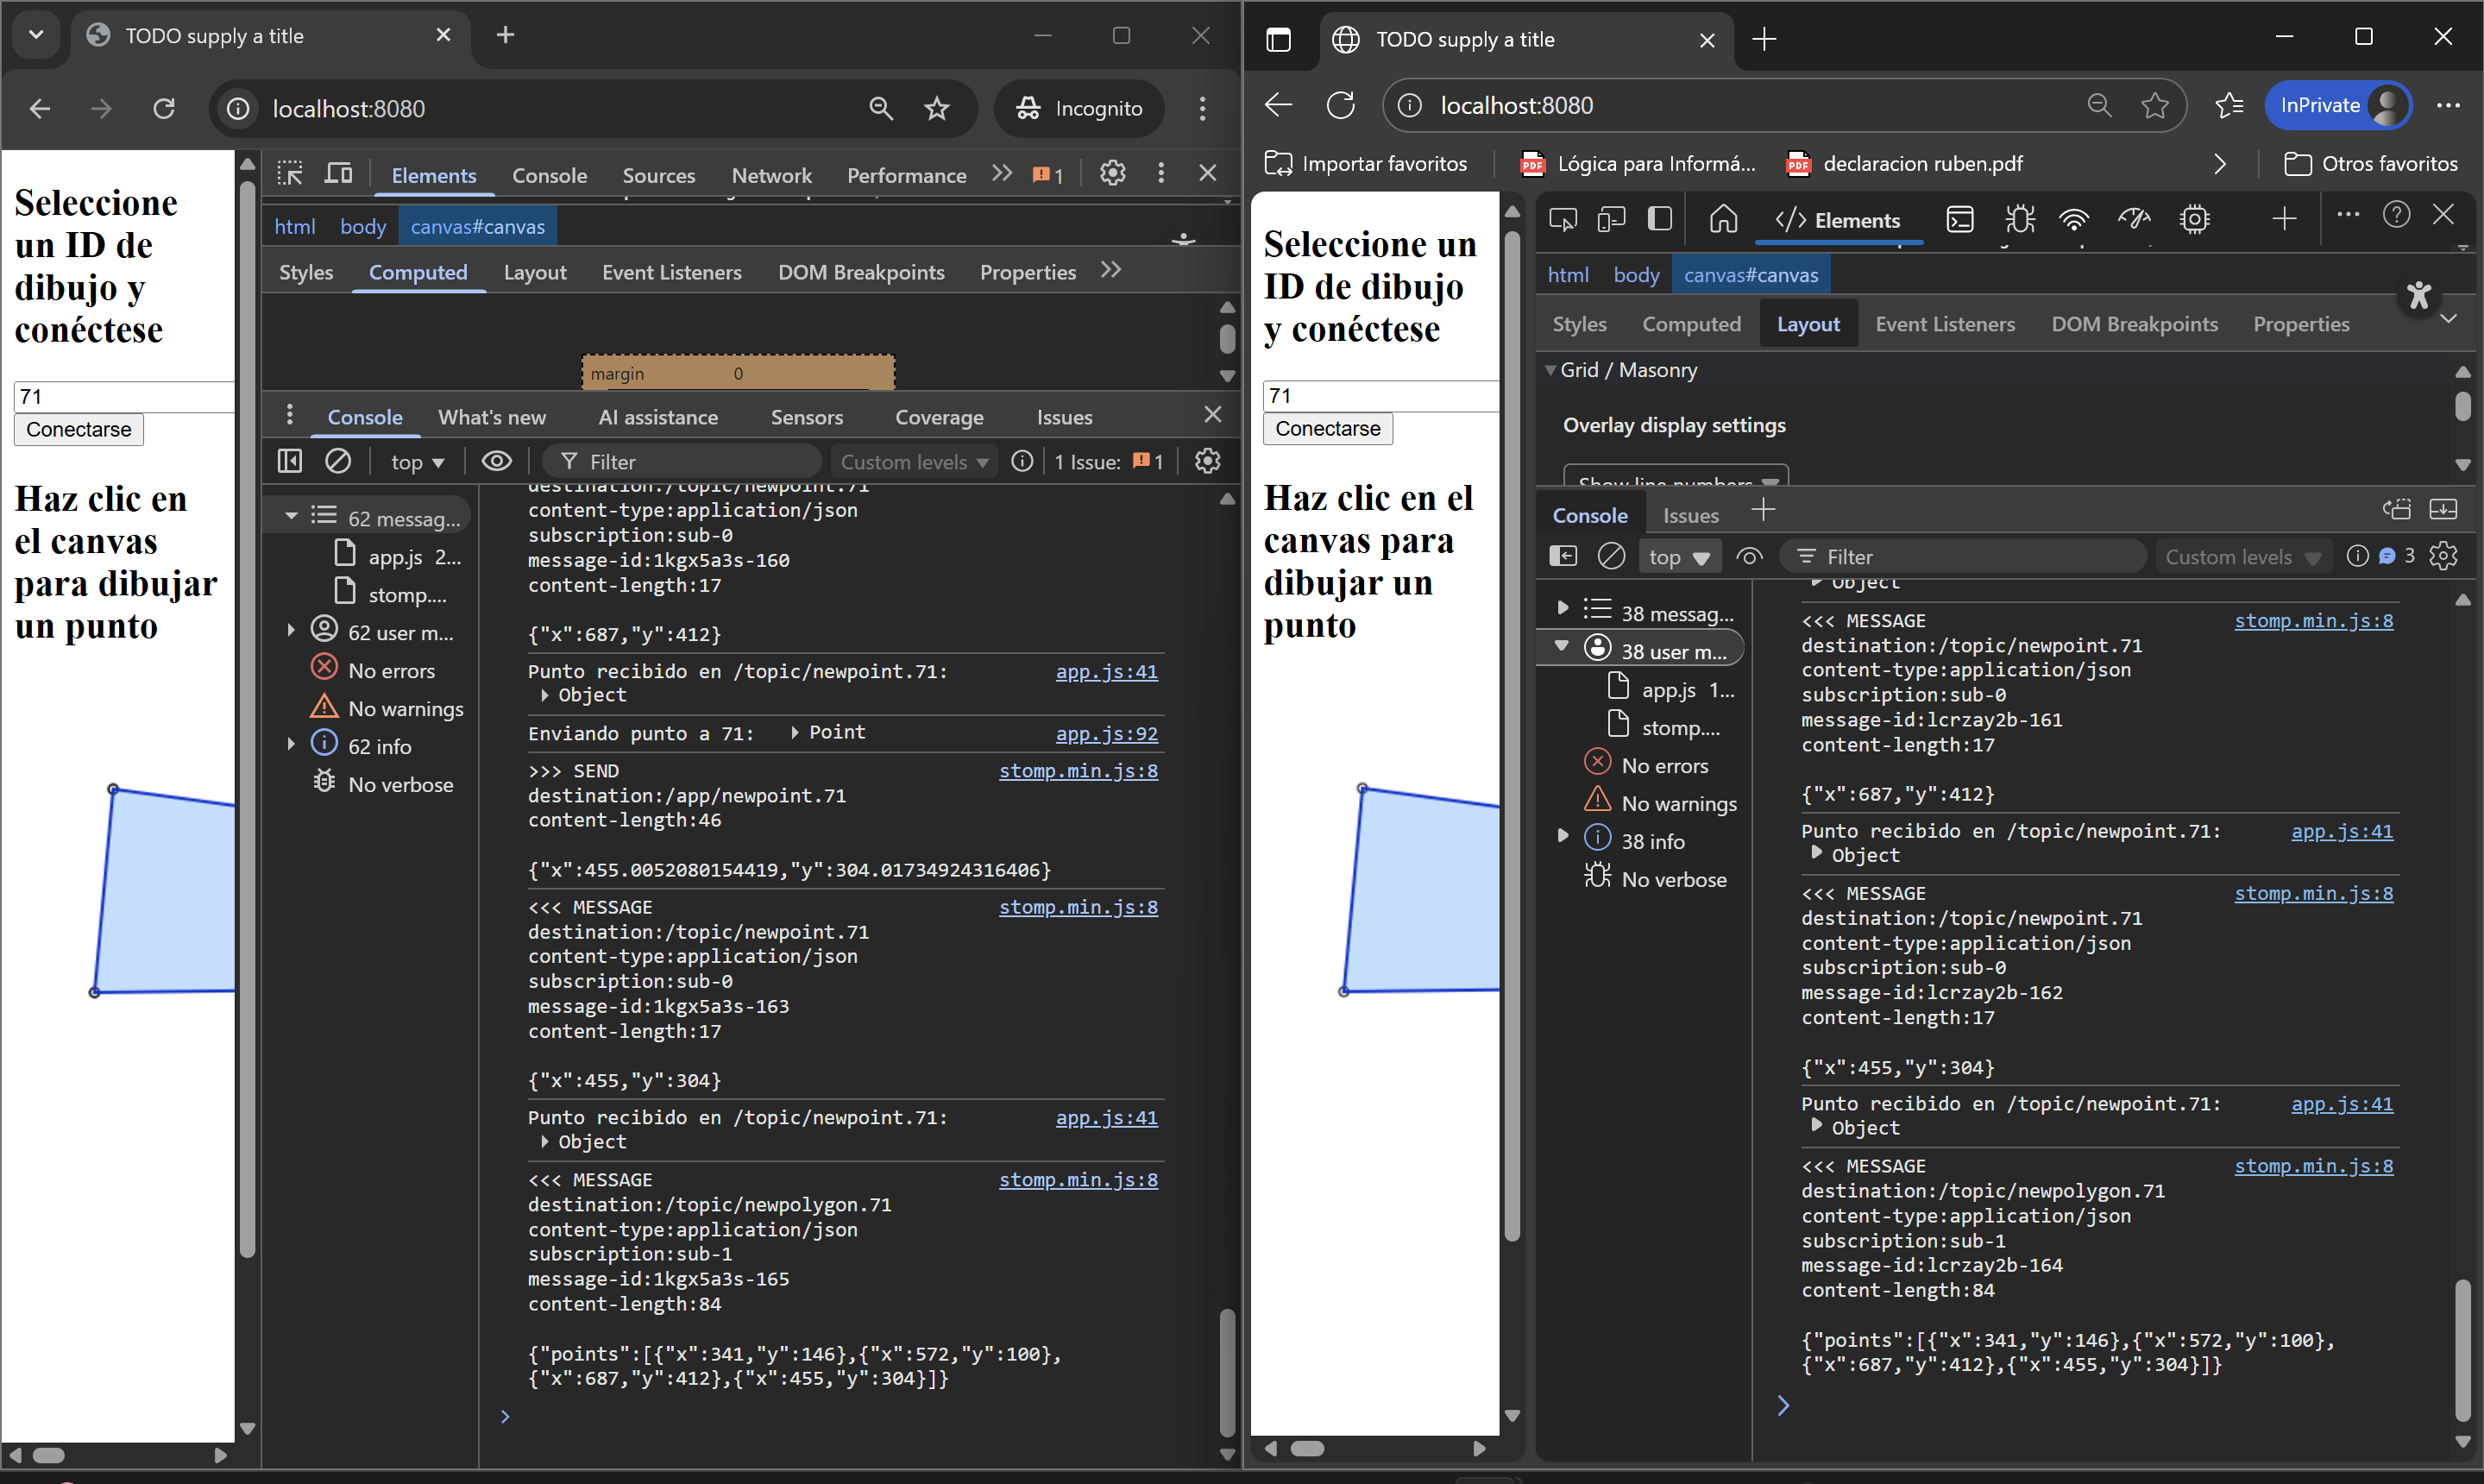 TODO supply a title
localhost:8080
Incognito
Seleccione
un ID de
dibujo y
conéctese
71
Conectarse
Haz clic en
el canvas
para dibujar
un punto
Elements
Console
Sources
Network
Performance
1
html
body
canvas#canvas
Styles
Computed
Layout
Event Listeners
DOM Breakpoints
Properties
margin
0
Console
What's new
AI assistance
Sensors
Coverage
Issues
top
Filter
Custom levels
1 Issue:
1
62 messag...
app.js 2...
stomp....
62 user m...
No errors
No warnings
62 info
No verbose
destination:/topic/newpoint.71
content-type:application/json
subscription:sub-0
message-id:1kgx5a3s-160
content-length:17
{"x":687,"y":412}
Punto recibido en /topic/newpoint.71: app.js:41
Object
Enviando punto a 71: Point app.js:92
>>> SEND stomp.min.js:8
destination:/app/newpoint.71
content-length:46
{"x":455.0052080154419,"y":304.01734924316406}
<<< MESSAGE stomp.min.js:8
destination:/topic/newpoint.71
content-type:application/json
subscription:sub-0
message-id:1kgx5a3s-163
content-length:17
{"x":455,"y":304}
Punto recibido en /topic/newpoint.71: app.js:41
Object
<<< MESSAGE stomp.min.js:8
destination:/topic/newpolygon.71
content-type:application/json
subscription:sub-1
message-id:1kgx5a3s-165
content-length:84
{"points":[{"x":341,"y":146},{"x":572,"y":100},
{"x":687,"y":412},{"x":455,"y":304}]}
TODO supply a title
localhost:8080
InPrivate
Importar favoritos
PDF
Lógica para Informá...
PDF
declaracion ruben.pdf
Otros favoritos
Seleccione un
ID de dibujo
y conéctese
71
Conectarse
Haz clic en el
canvas para
dibujar un
punto
Elements
html
body
canvas#canvas
Styles
Computed
Layout
Event Listeners
DOM Breakpoints
Properties
Grid / Masonry
Overlay display settings
Show line numbers
Console
Issues
top
Filter
Custom levels
3
38 messag...
38 user m...
app.js 1...
stomp....
No errors
No warnings
38 info
No verbose
Object
<<< MESSAGE stomp.min.js:8
destination:/topic/newpoint.71
content-type:application/json
subscription:sub-0
message-id:lcrzay2b-161
content-length:17
{"x":687,"y":412}
Punto recibido en /topic/newpoint.71: app.js:41
Object
<<< MESSAGE stomp.min.js:8
destination:/topic/newpoint.71
content-type:application/json
subscription:sub-0
message-id:lcrzay2b-162
content-length:17
{"x":455,"y":304}
Punto recibido en /topic/newpoint.71: app.js:41
Object
<<< MESSAGE stomp.min.js:8
destination:/topic/newpolygon.71
content-type:application/json
subscription:sub-1
message-id:lcrzay2b-164
content-length:84
{"points":[{"x":341,"y":146},{"x":572,"y":100},
{"x":687,"y":412},{"x":455,"y":304}]}